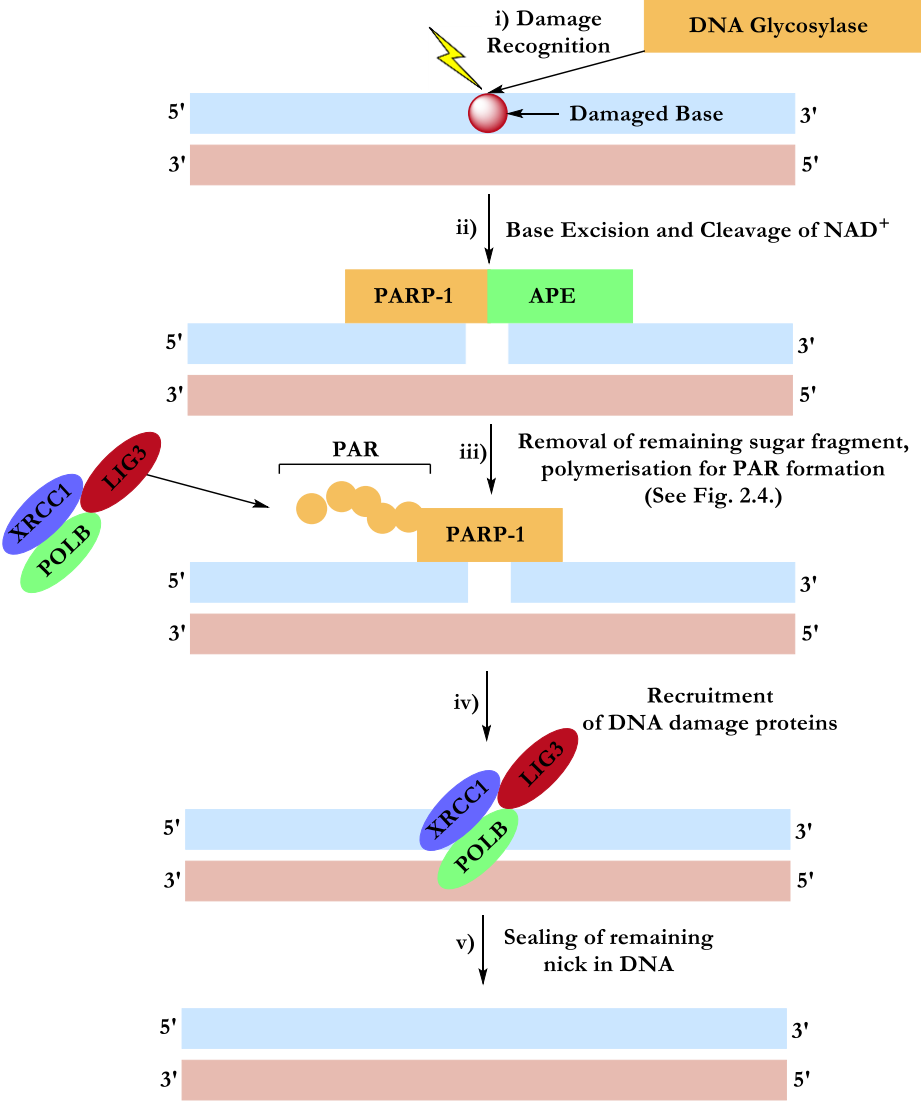 i) Damage
Recognition
DNA Glycosylase
5'
3'
Damaged Base
3'
5'
ii)
Base Excision and Cleavage of NAD+
PARP-1
APE
5'
3'
3'
5'
iii)
Removal of remaining sugar fragment,
polymerisation for PAR formation
(See Fig. 2.4.)
PAR
LIG3
XRCC1
POLB
PARP-1
5'
3'
3'
5'
iv)
Recruitment
of DNA damage proteins
LIG3
XRCC1
POLB
5'
3'
3'
5'
v)
Sealing of remaining
nick in DNA
5'
3'
3'
5'